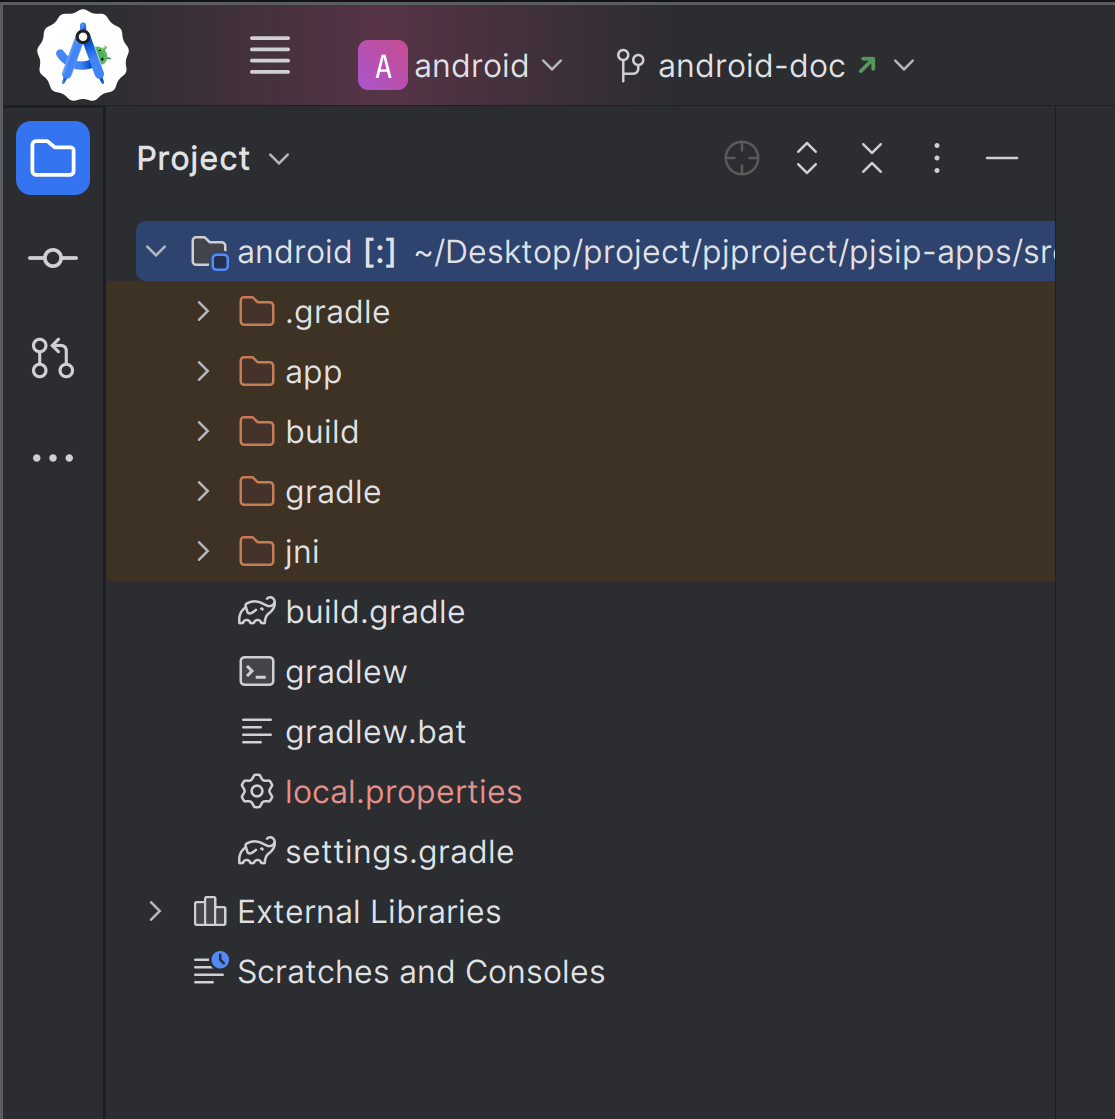 A android android-doc
Project
android [:] ~/Desktop/project/pjproject/pjsip-apps/sr
.gradle
app
build
gradle
jni
build.gradle
gradlew
gradlew.bat
local.properties
settings.gradle
External Libraries
Scratches and Consoles